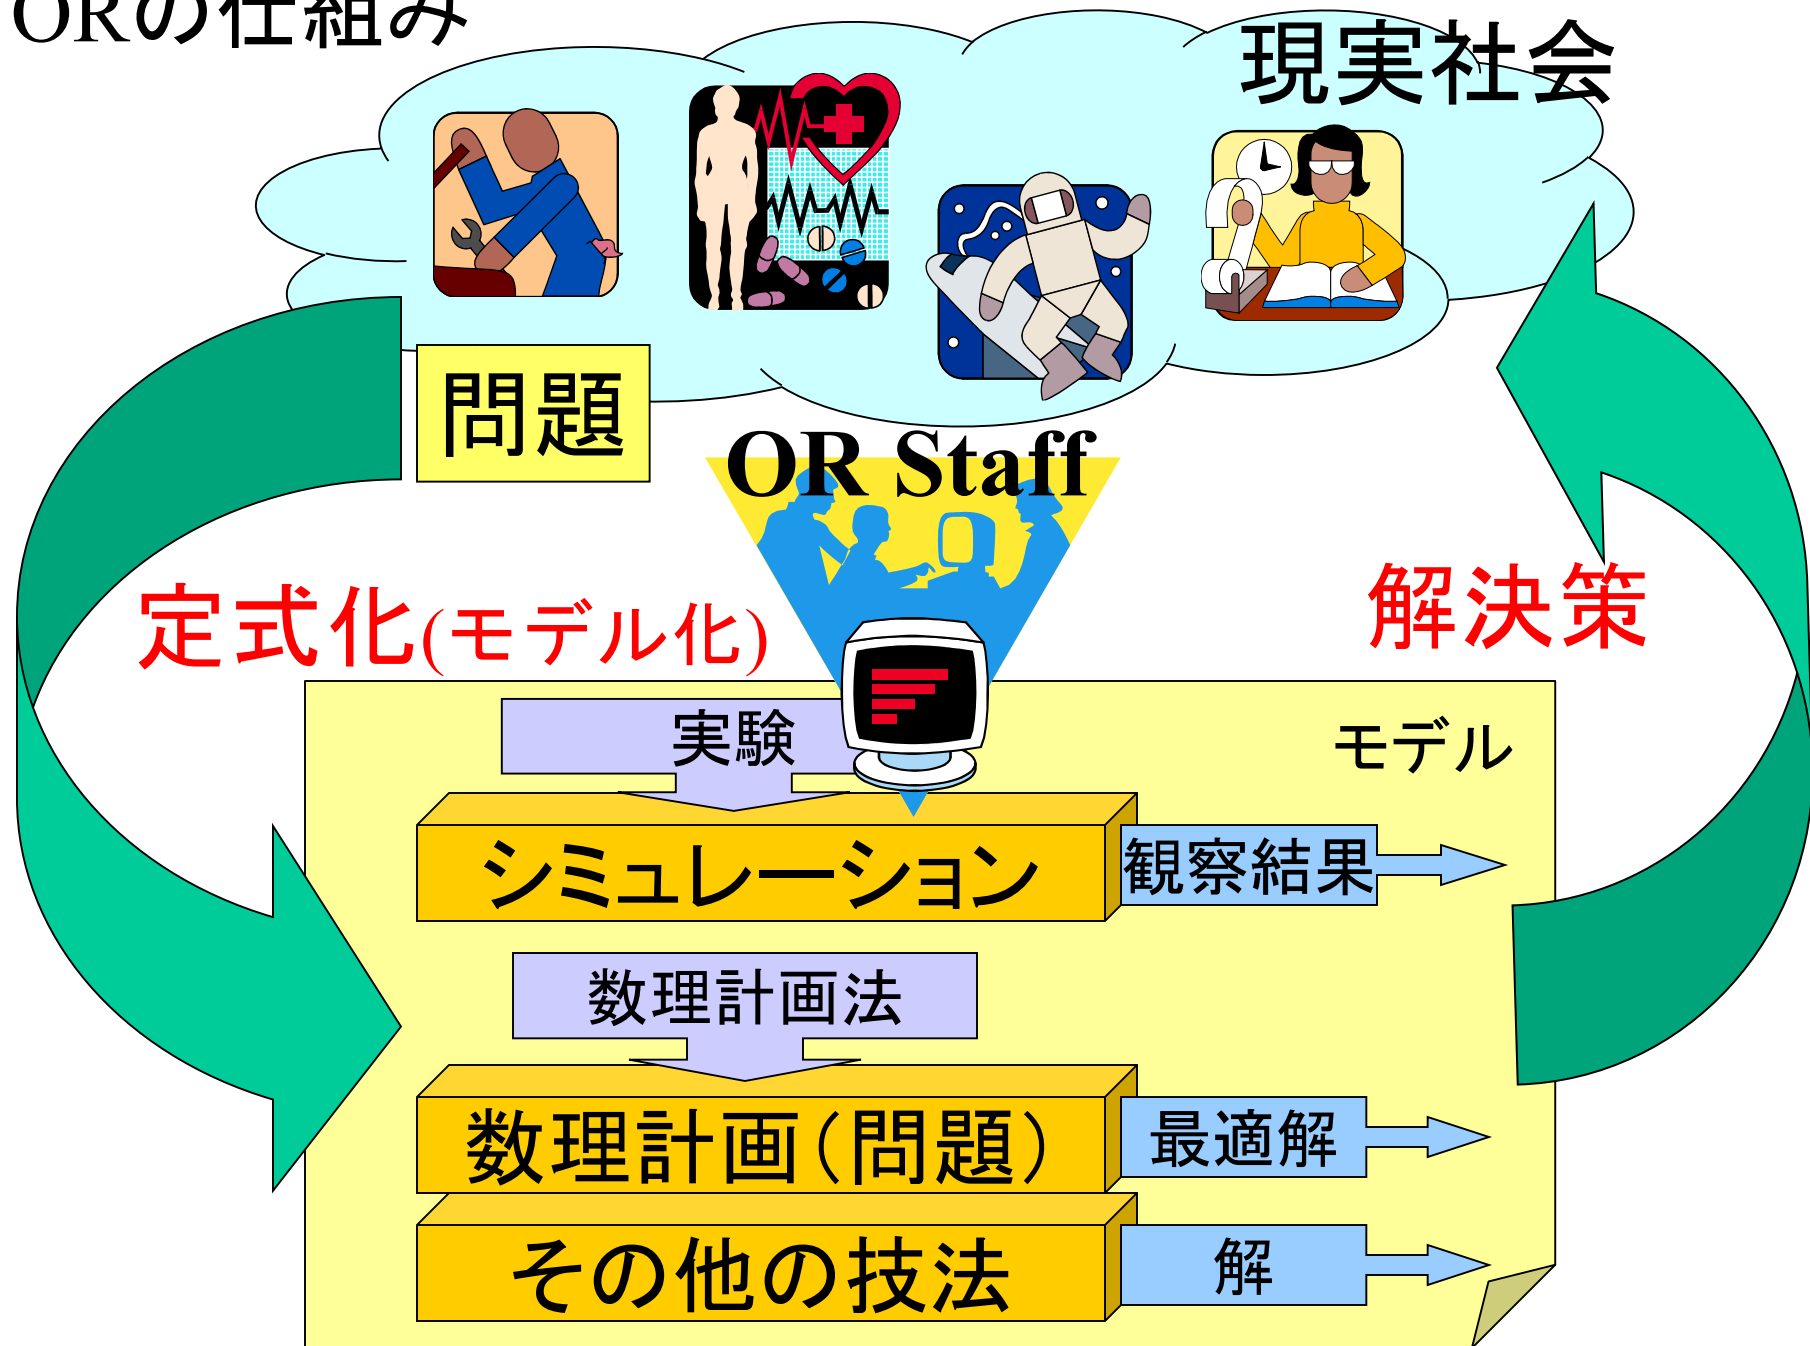 ORの仕組み
現実社会
問題
OR Staff
定式化(モデル化)
解決策
実験
モデル
シミュレーション
観察結果
数理計画法
数理計画（問題）
最適解
その他の技法
解